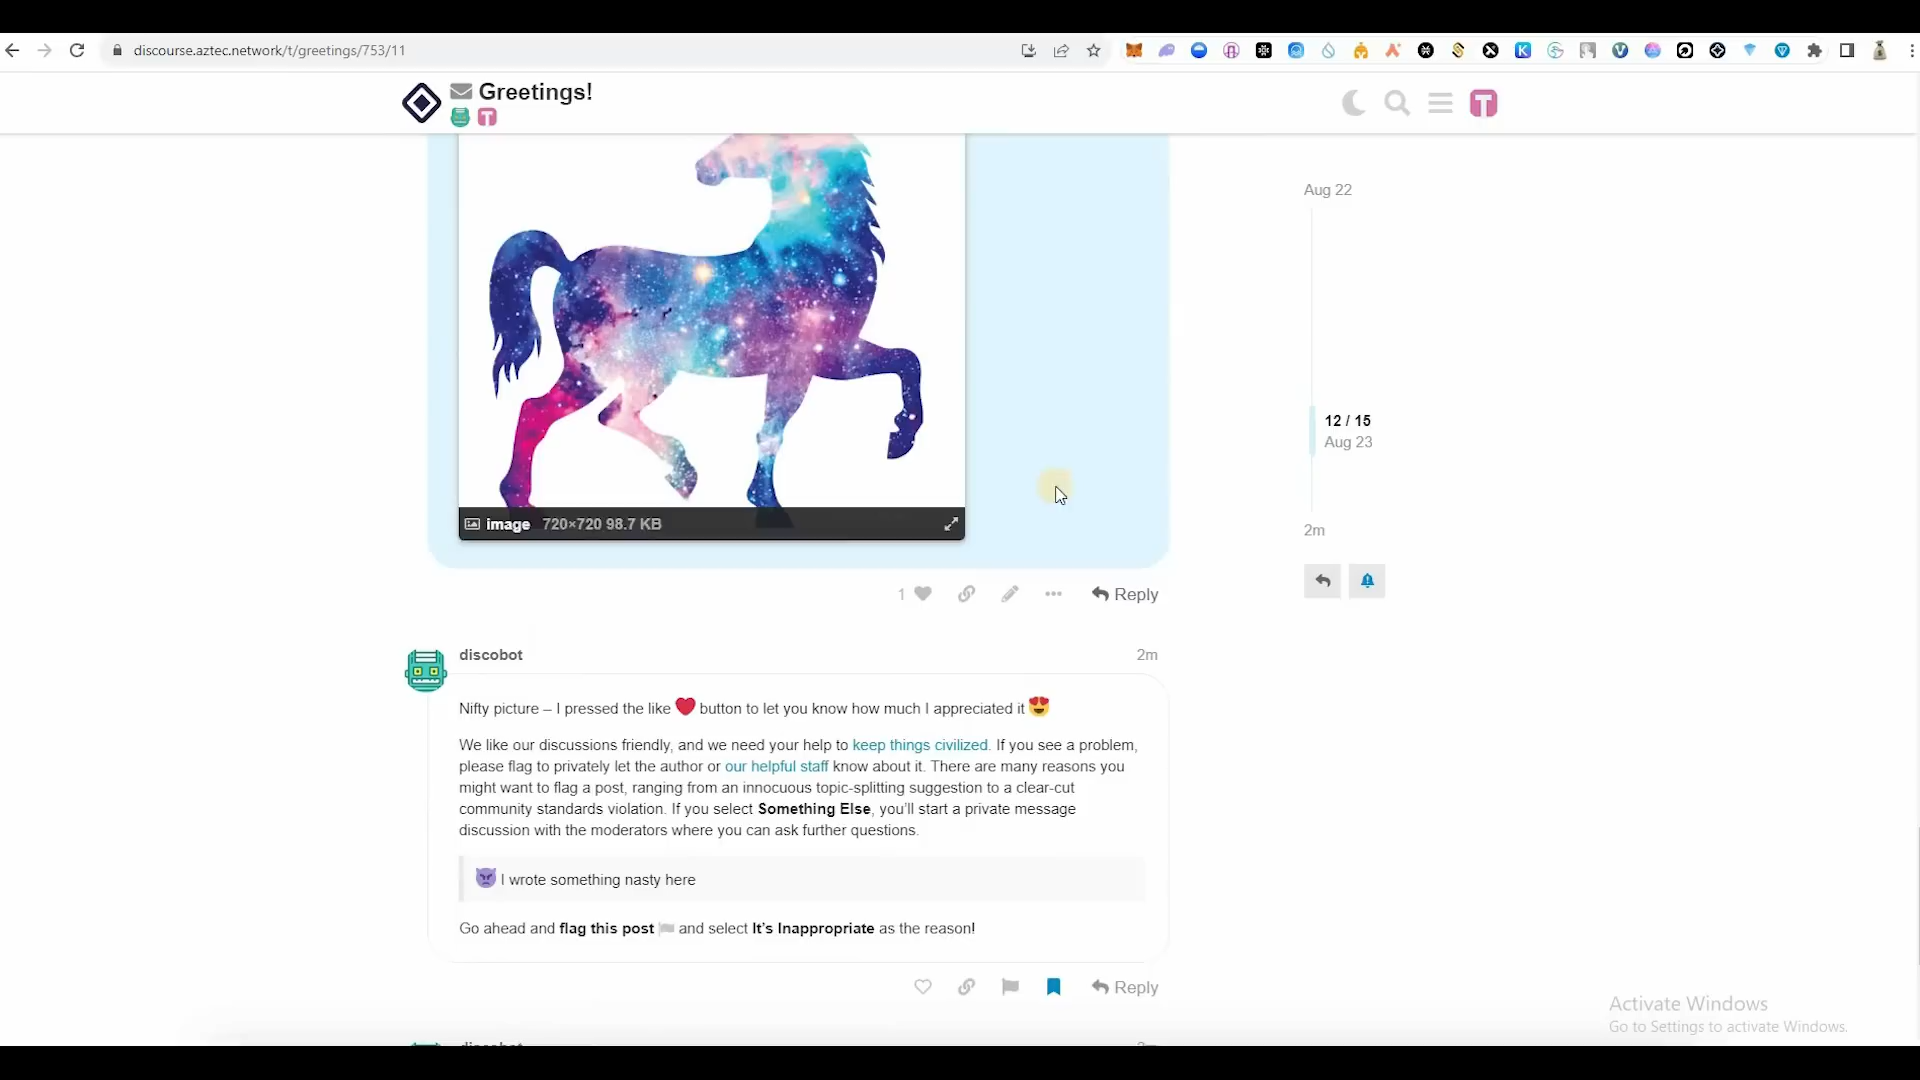 discourse.aztec.network/t/greetings/753/11
Greetings!
T
T
Aug 22
12 / 15
Aug 23
2m
image 720×720 98.7 KB
1
Reply
discobot
2m
Nifty picture – I pressed the like button to let you know how much I appreciated it
We like our discussions friendly, and we need your help to keep things civilized. If you see a problem,
please flag to privately let the author or our helpful staff know about it. There are many reasons you
might want to flag a post, ranging from an innocuous topic-splitting suggestion to a clear-cut
community standards violation. If you select Something Else, you'll start a private message
discussion with the moderators where you can ask further questions.
I wrote something nasty here
Go ahead and flag this post and select It's Inappropriate as the reason!
Reply
Activate Windows
Go to Settings to activate Windows.